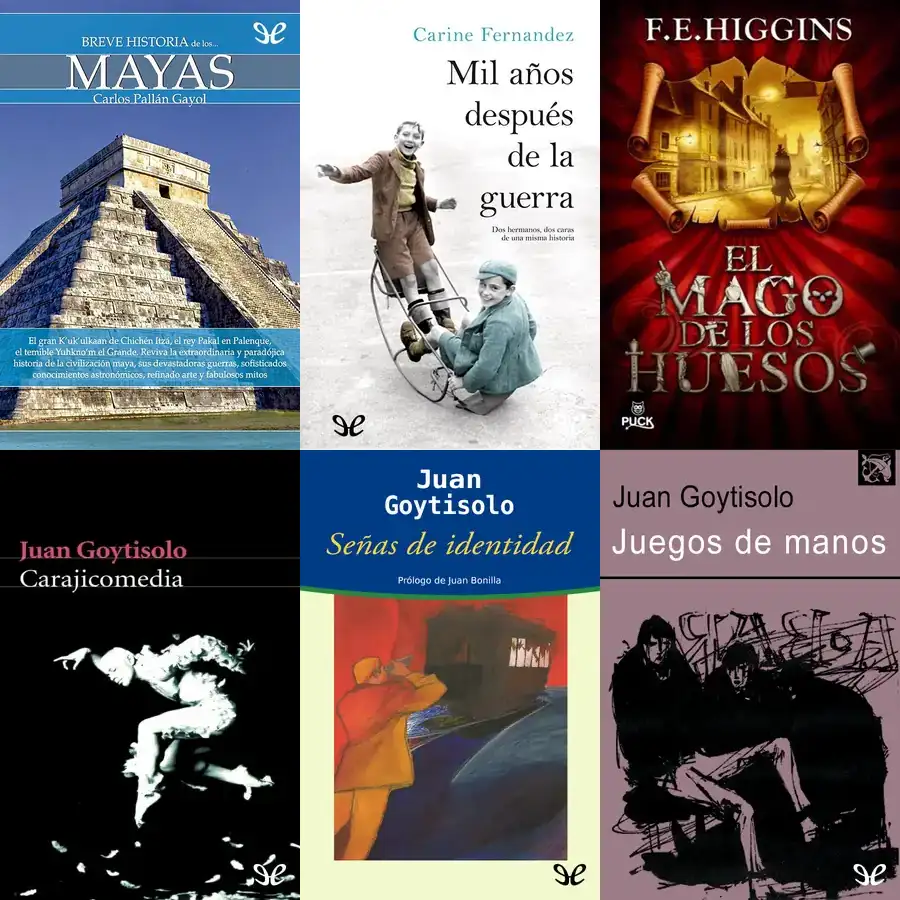 BREVE HISTORIA de los...
MAYAS
Carlos Pallán Gayol
El gran K'uk'ulkaan de Chichén Itzá, el rey Pakal en Palenque,
el temible Yuhkno'm el Grande. Reviva la extraordinaria y paradójica
historia de la civilización maya, sus devastadoras guerras, sofisticados
conocimientos astronómicos, refinado arte y fabulosos mitos
Carine Fernandez
Mil años
después
de la
guerra
Dos hermanos, dos caras
de una misma historia
F.E.HIGGINS
EL
MAGO
DE LOS
HUESOS
PUCK
Juan Goytisolo
Carajicomedia
Juan
Goytisolo
Señas de identidad
Prólogo de Juan Bonilla
Juan Goytisolo
Juegos de manos